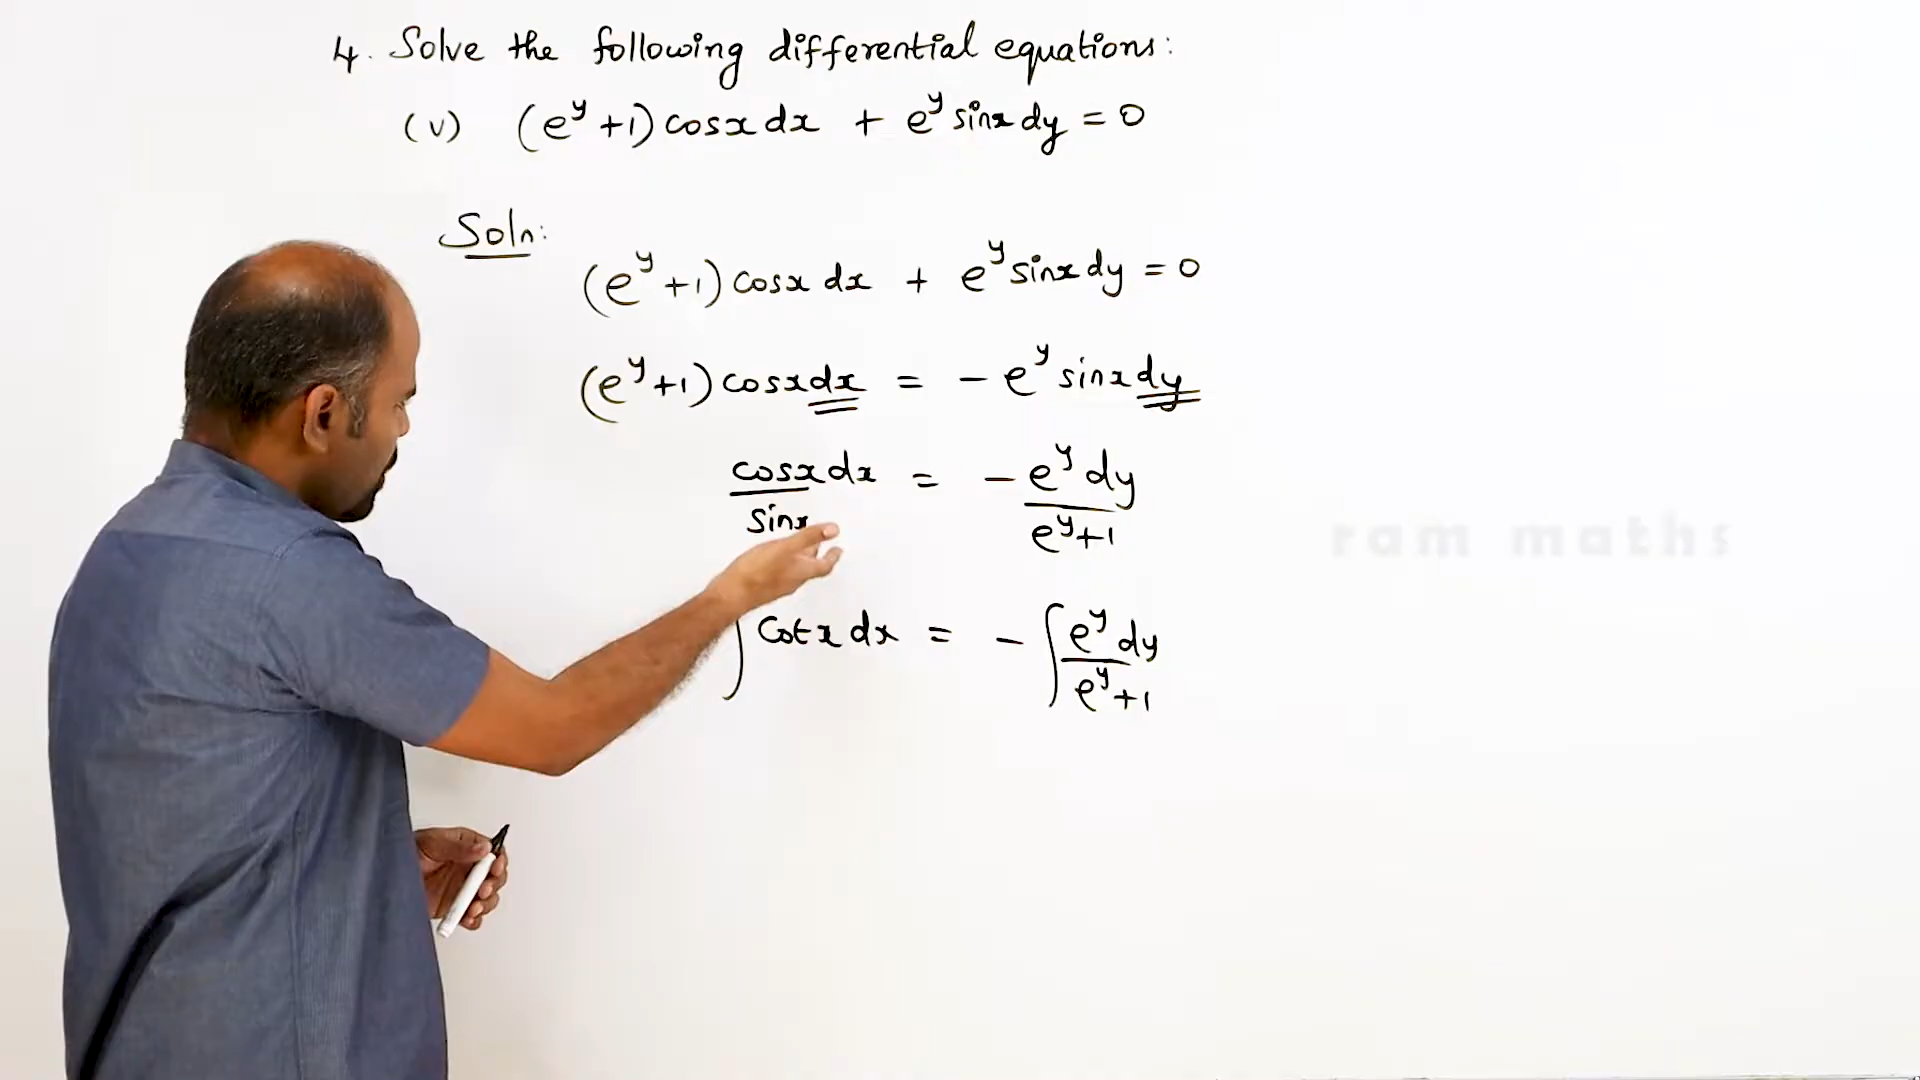 4. Solve the following differential equations:
(v) (e^y + 1) cosx dx + e^y sinx dy = 0
Soln:
(e^y + 1) cosx dx + e^y sinx dy = 0
(e^y + 1) cosx dx = - e^y sinx dy
cosx dx / sinx = - e^y dy / e^y + 1
∫ cotx dx = - ∫ e^y dy / e^y + 1
ram maths